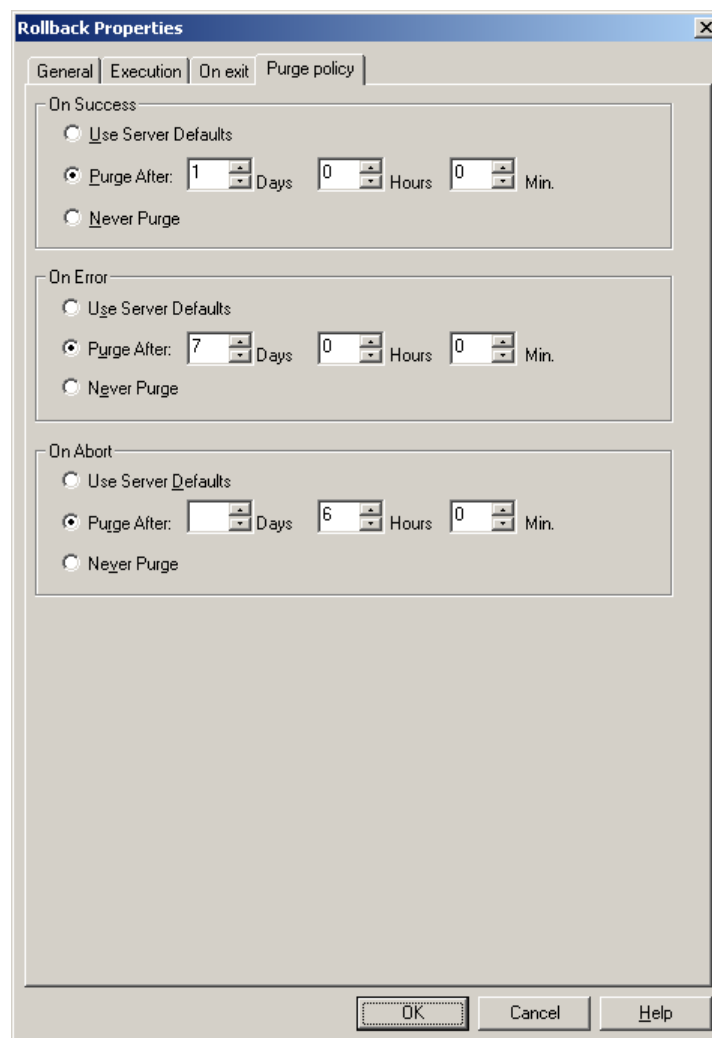 Rollback Properties
General Execution On exit Purge policy
On Success
Use Server Defaults
Purge After: 1 Days 0 Hours 0 Min.
Never Purge
On Error
Use Server Defaults
Purge After: 7 Days 0 Hours 0 Min.
Never Purge
On Abort
Use Server Defaults
Purge After: Days 6 Hours 0 Min.
Never Purge
OK Cancel Help